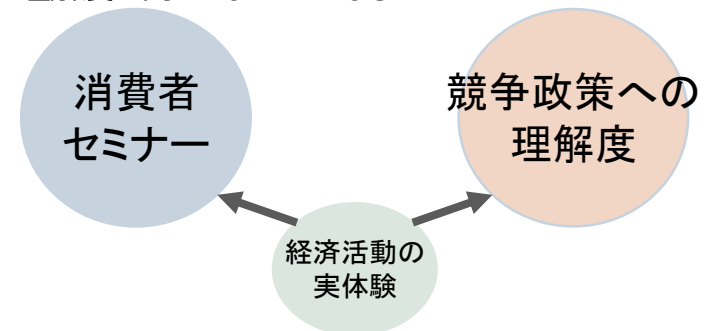 消費者
セミナー
競争政策への
理解度
経済活動の
実体験